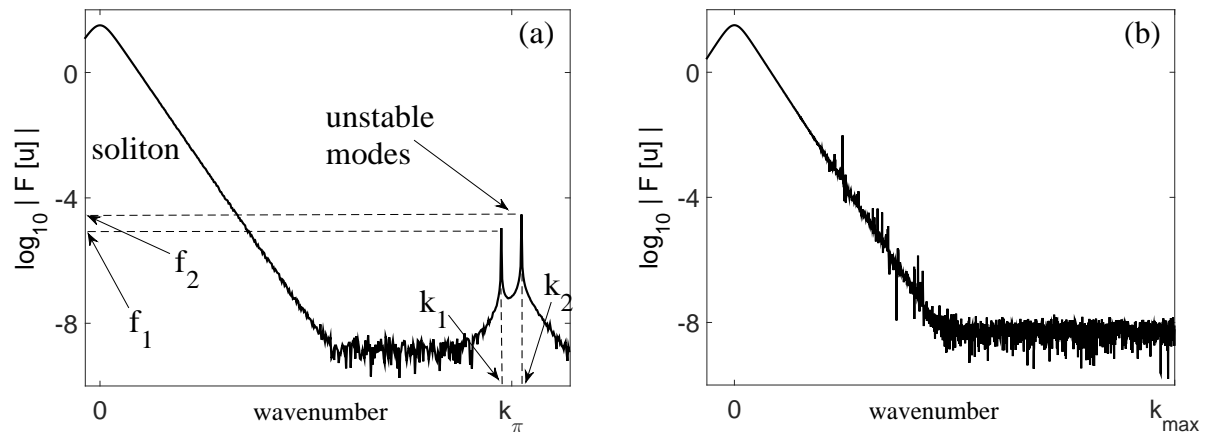 (a)
0
-4
-8
log10 | F [u] |
soliton
unstable
modes
f2
f1
k1
k2
0
wavenumber
kπ
(b)
0
-4
-8
log10 | F [u] |
0
wavenumber
kmax